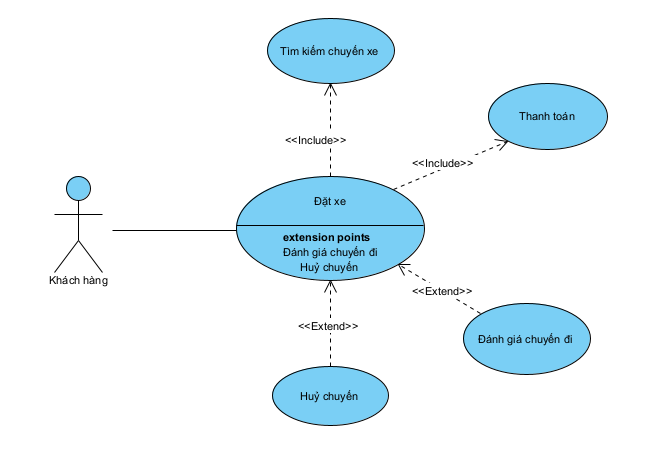 Tìm kiếm chuyến xe
Thanh toán
<<Include>>
<<Include>>
Đặt xe
extension points
Đánh giá chuyến đi
Huỷ chuyến
Khách hàng
<<Extend>>
<<Extend>>
Đánh giá chuyến đi
Huỷ chuyến